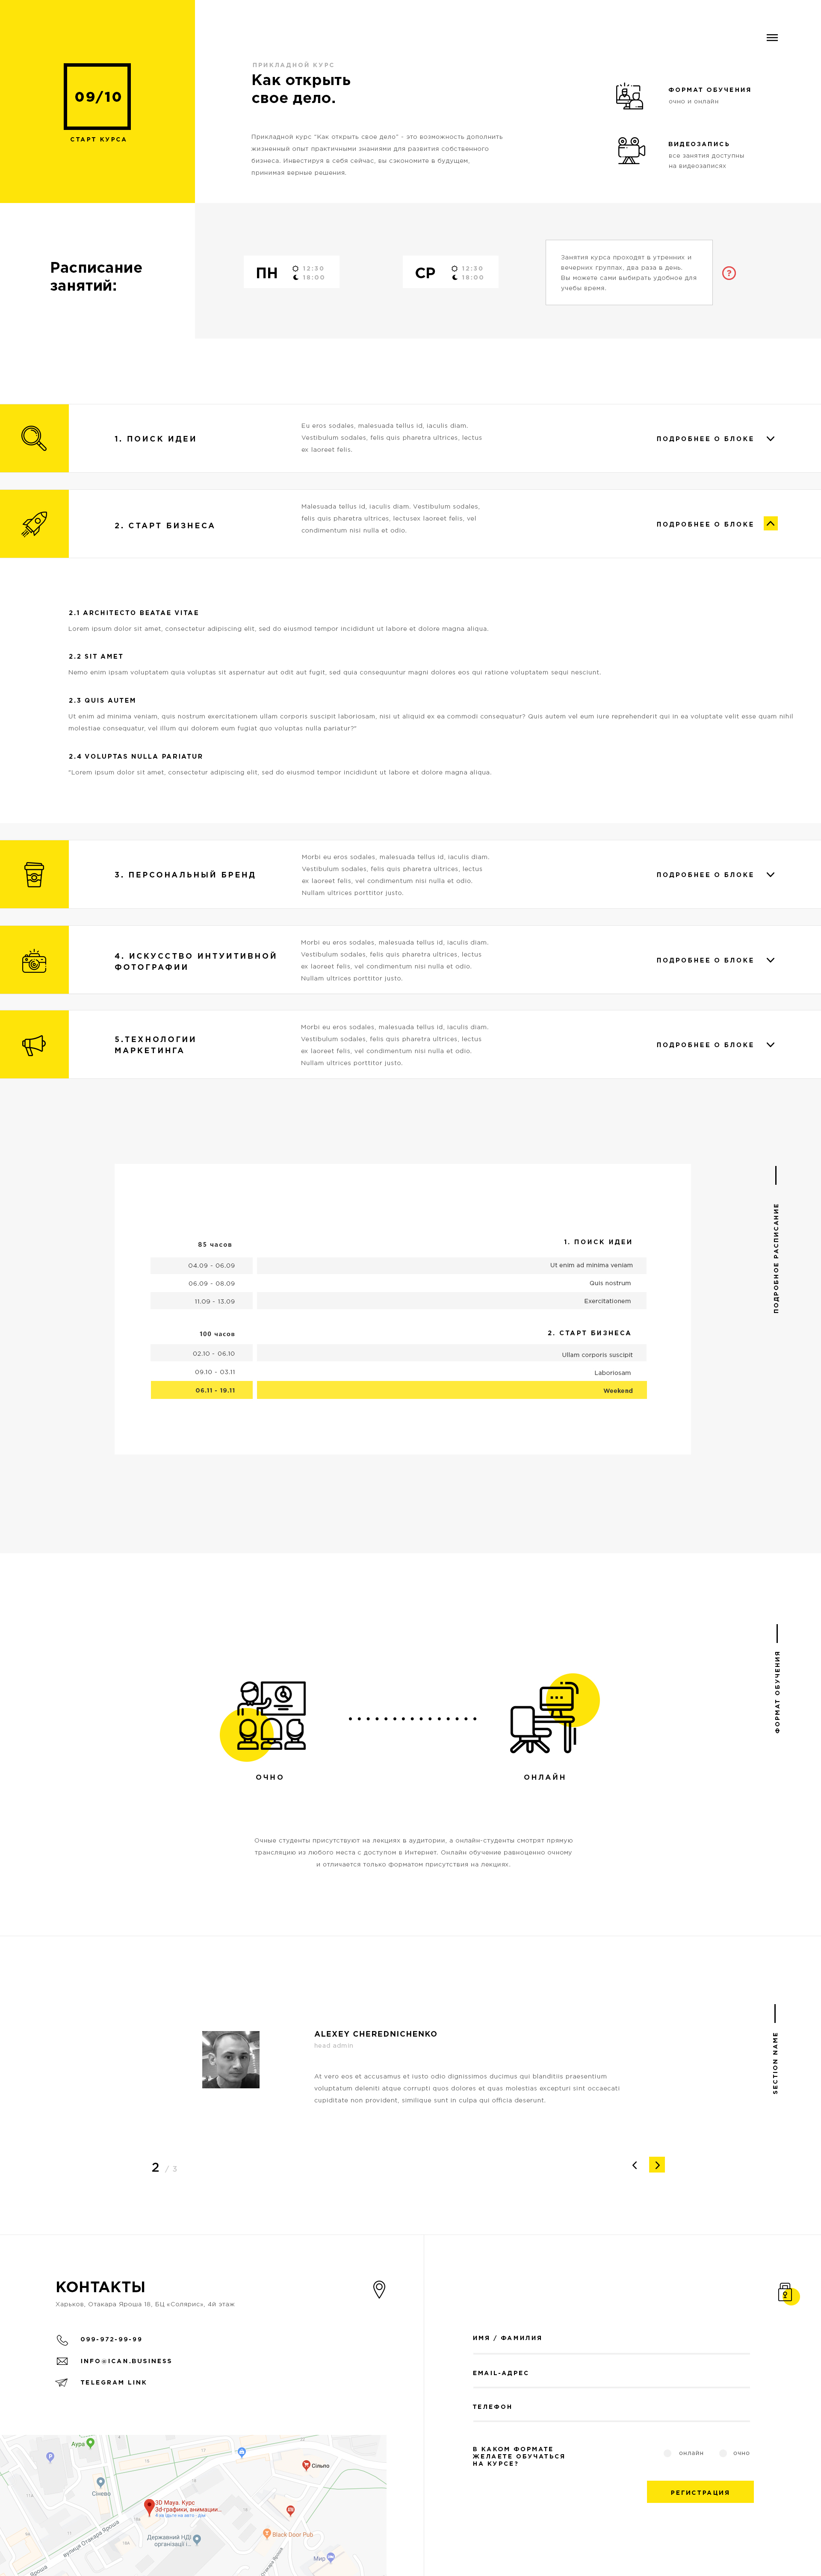 09/10
СТАРТ КУРСА
ПРИКЛАДНОЙ КУРС
Как открыть
свое дело.
Прикладной курс "Как открыть свое дело" - это возможность дополнить
жизненный опыт практичными знаниями для развития собственного
бизнеса. Инвестируя в себя сейчас, вы сэкономите в будущем,
принимая верные решения.
ФОРМАТ ОБУЧЕНИЯ
очно и онлайн
ВИДЕОЗАПИСЬ
все занятия доступны
на видеозаписях
Расписание
занятий:
ПН
12:30
18:00
СР
12:30
18:00
Занятия курса проходят в утренних и
вечерних группах, два раза в день.
Вы можете сами выбирать удобное для
учебы время.
?
1. ПОИСК ИДЕИ
Eu eros sodales, malesuada tellus id, iaculis diam.
Vestibulum sodales, felis quis pharetra ultrices, lectus
ex laoreet felis.
ПОДРОБНЕЕ О БЛОКЕ
2. СТАРТ БИЗНЕСА
Malesuada tellus id, iaculis diam. Vestibulum sodales,
felis quis pharetra ultrices, lectusex laoreet felis, vel
condimentum nisi nulla et odio.
ПОДРОБНЕЕ О БЛОКЕ
2.1 ARCHITECTO BEATAE VITAE
Lorem ipsum dolor sit amet, consectetur adipiscing elit, sed do eiusmod tempor incididunt ut labore et dolore magna aliqua.
2.2 SIT AMET
Nemo enim ipsam voluptatem quia voluptas sit aspernatur aut odit aut fugit, sed quia consequuntur magni dolores eos qui ratione voluptatem sequi nesciunt.
2.3 QUIS AUTEM
Ut enim ad minima veniam, quis nostrum exercitationem ullam corporis suscipit laboriosam, nisi ut aliquid ex ea commodi consequatur? Quis autem vel eum iure reprehenderit qui in ea voluptate velit esse quam nihil
molestiae consequatur, vel illum qui dolorem eum fugiat quo voluptas nulla pariatur?"
2.4 VOLUPTAS NULLA PARIATUR
"Lorem ipsum dolor sit amet, consectetur adipiscing elit, sed do eiusmod tempor incididunt ut labore et dolore magna aliqua.
3. ПЕРСОНАЛЬНЫЙ БРЕНД
Morbi eu eros sodales, malesuada tellus id, iaculis diam.
Vestibulum sodales, felis quis pharetra ultrices, lectus
ex laoreet felis, vel condimentum nisi nulla et odio.
Nullam ultrices porttitor justo.
ПОДРОБНЕЕ О БЛОКЕ
4. ИСКУССТВО ИНТУИТИВНОЙ
ФОТОГРАФИИ
Morbi eu eros sodales, malesuada tellus id, iaculis diam.
Vestibulum sodales, felis quis pharetra ultrices, lectus
ex laoreet felis, vel condimentum nisi nulla et odio.
Nullam ultrices porttitor justo.
ПОДРОБНЕЕ О БЛОКЕ
5.ТЕХНОЛОГИИ
МАРКЕТИНГА
Morbi eu eros sodales, malesuada tellus id, iaculis diam.
Vestibulum sodales, felis quis pharetra ultrices, lectus
ex laoreet felis, vel condimentum nisi nulla et odio.
Nullam ultrices porttitor justo.
ПОДРОБНЕЕ О БЛОКЕ
ПОДРОБНОЕ РАСПИСАНИЕ
85 часов
1. ПОИСК ИДЕИ
04.09 - 06.09
Ut enim ad minima veniam
06.09 - 08.09
Quis nostrum
11.09 - 13.09
Exercitationem
100 часов
2. СТАРТ БИЗНЕСА
02.10 - 06.10
Ullam corporis suscipit
09.10 - 03.11
Laboriosam
06.11 - 19.11
Weekend
ФОРМАТ ОБУЧЕНИЯ
ОЧНО
ОНЛАЙН
Очные студенты присутствуют на лекциях в аудитории, а онлайн-студенты смотрят прямую
трансляцию из любого места с доступом в Интернет. Онлайн обучение равноценно очному
и отличается только форматом присутствия на лекциях.
SECTION NAME
ALEXEY CHEREDNICHENKO
head admin
At vero eos et accusamus et iusto odio dignissimos ducimus qui blanditiis praesentium
voluptatum deleniti atque corrupti quos dolores et quas molestias excepturi sint occaecati
cupiditate non provident, similique sunt in culpa qui officia deserunt.
2 / 3
КОНТАКТЫ
Харьков, Отакара Яроша 18, БЦ «Солярис», 4й этаж
099-972-99-99
INFO@ICAN.BUSINESS
TELEGRAM LINK
ИМЯ / ФАМИЛИЯ
EMAIL-АДРЕС
ТЕЛЕФОН
В КАКОМ ФОРМАТЕ
ЖЕЛАЕТЕ ОБУЧАТЬСЯ
НА КУРСЕ?
онлайн
очно
РЕГИСТРАЦИЯ
Аура
P
Сільпо
Сінево
3D Maya. Курс
3d-графики, анимации...
вулиця Отакара Яроша
Державний НДІ
організації і...
Black Door Pub
Мир
Яроша